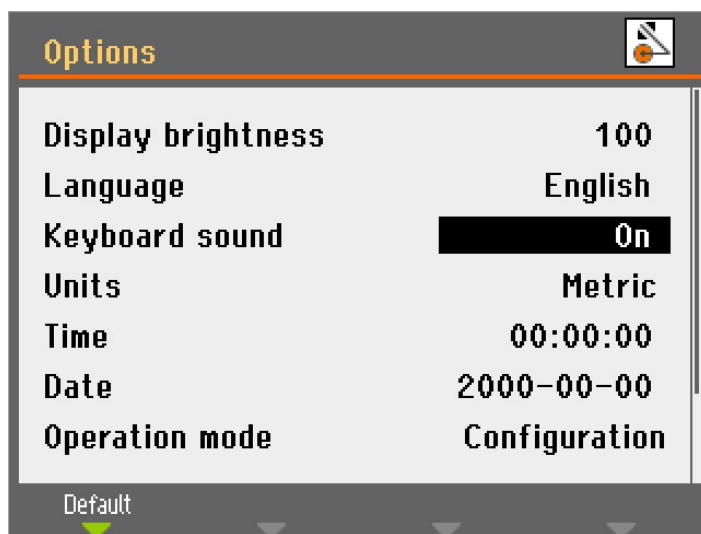 Options
Display brightness 100
Language English
Keyboard sound On
Units Metric
Time 00:00:00
Date 2000-00-00
Operation mode Configuration
Default